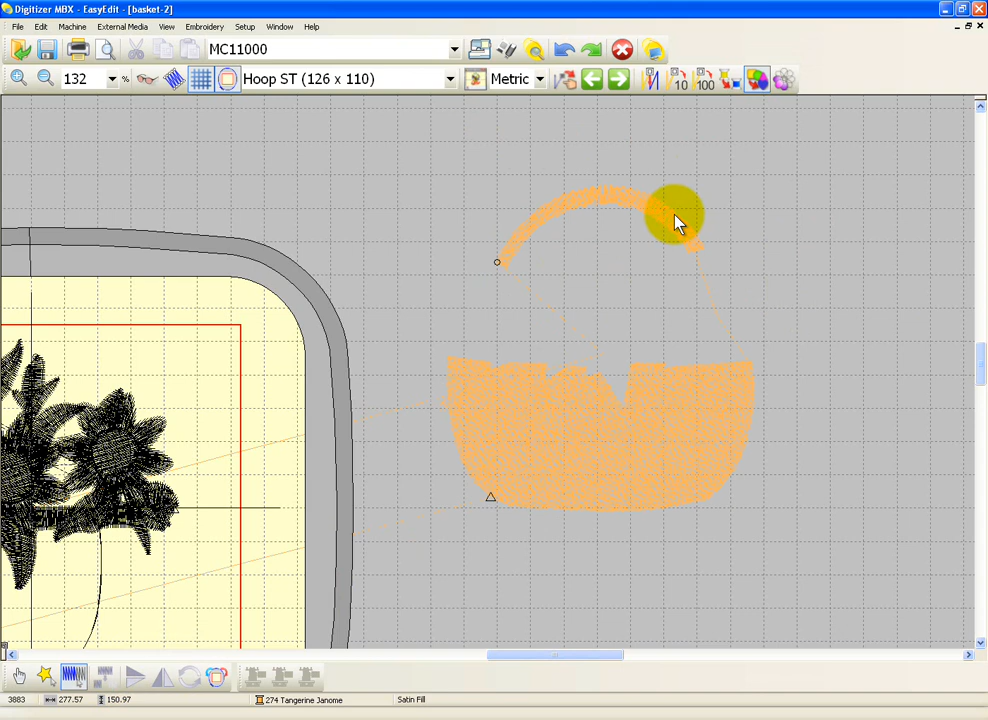 Digitizer MBX - EasyEdit - [basket-2]
File Edit Machine External Media View Embroidery Setup Window Help
MC11000
132 % Hoop ST (126 x 110) Metric 10 100
3883 277.57 150.97 274 Tangerine Janome Satin Fill